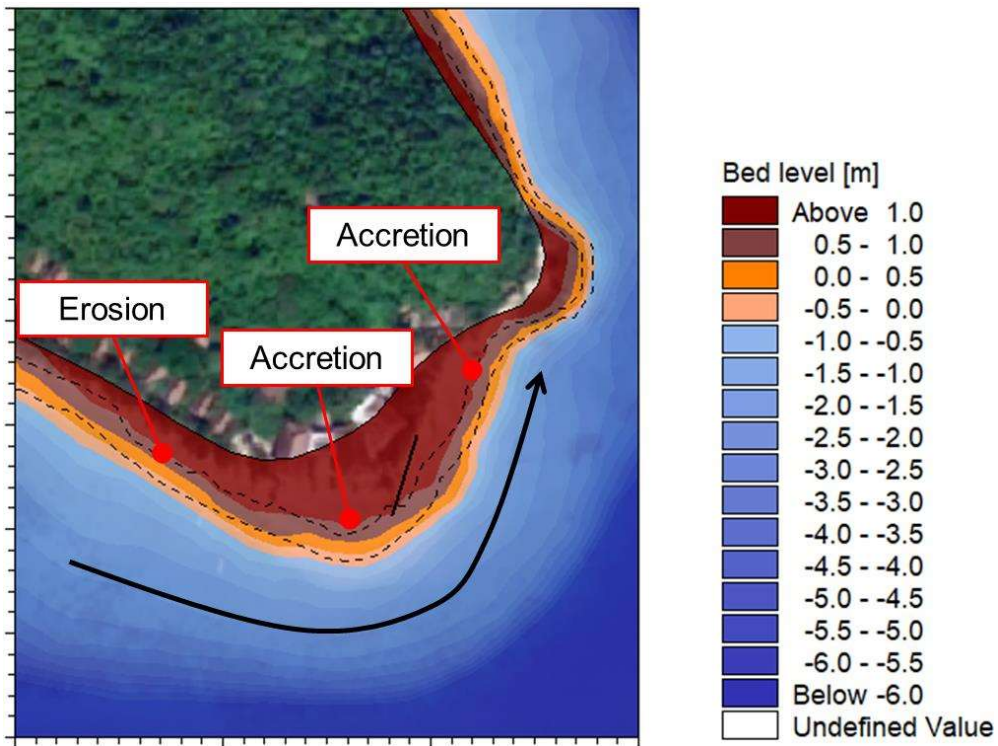 Accretion
Erosion
Accretion
Bed level [m]
Above 1.0
0.5 - 1.0
0.0 - 0.5
-0.5 - 0.0
-1.0 - -0.5
-1.5 - -1.0
-2.0 - -1.5
-2.5 - -2.0
-3.0 - -2.5
-3.5 - -3.0
-4.0 - -3.5
-4.5 - -4.0
-5.0 - -4.5
-5.5 - -5.0
-6.0 - -5.5
Below -6.0
Undefined Value